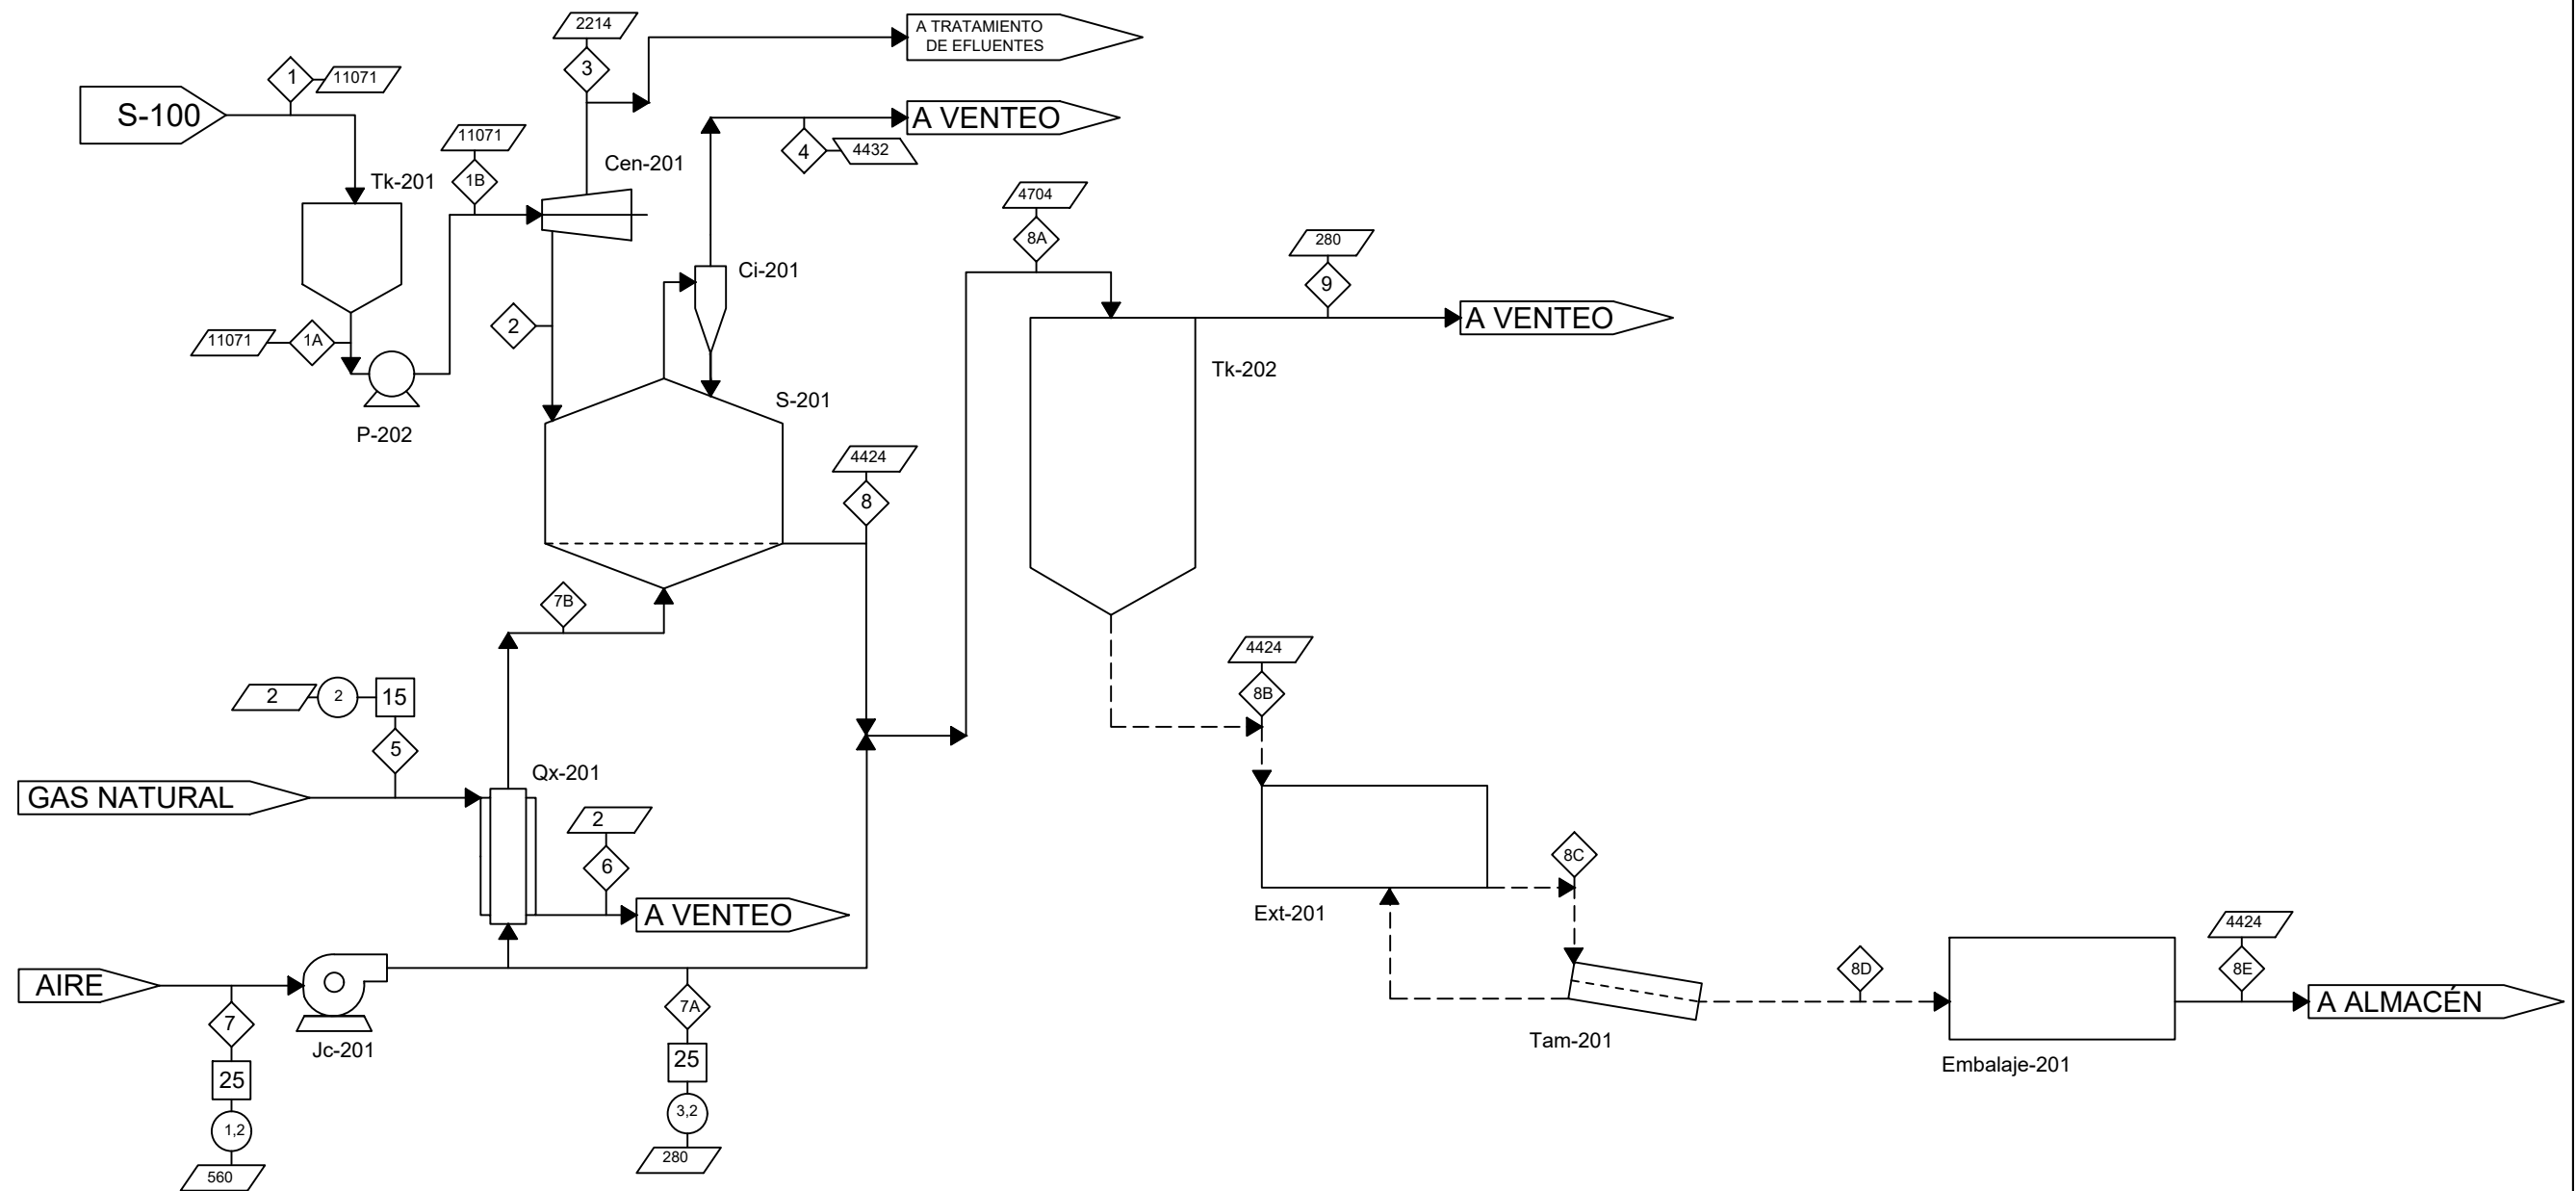 2214
A TRATAMIENTO
DE EFLUENTES
3
1
11071
S-100
A VENTEO
11071
4
4432
Cen-201
1B
Tk-201
4704
8A
280
9
Ci-201
A VENTEO
2
11071
1A
Tk-202
S-201
P-202
4424
8
7B
4424
8B
2
2
15
5
Qx-201
GAS NATURAL
2
6
8C
A VENTEO
Ext-201
4424
8E
8D
AIRE
7
Jc-201
7A
A ALMACÉN
Tam-201
Embalaje-201
25
1,2
560
25
3,2
280